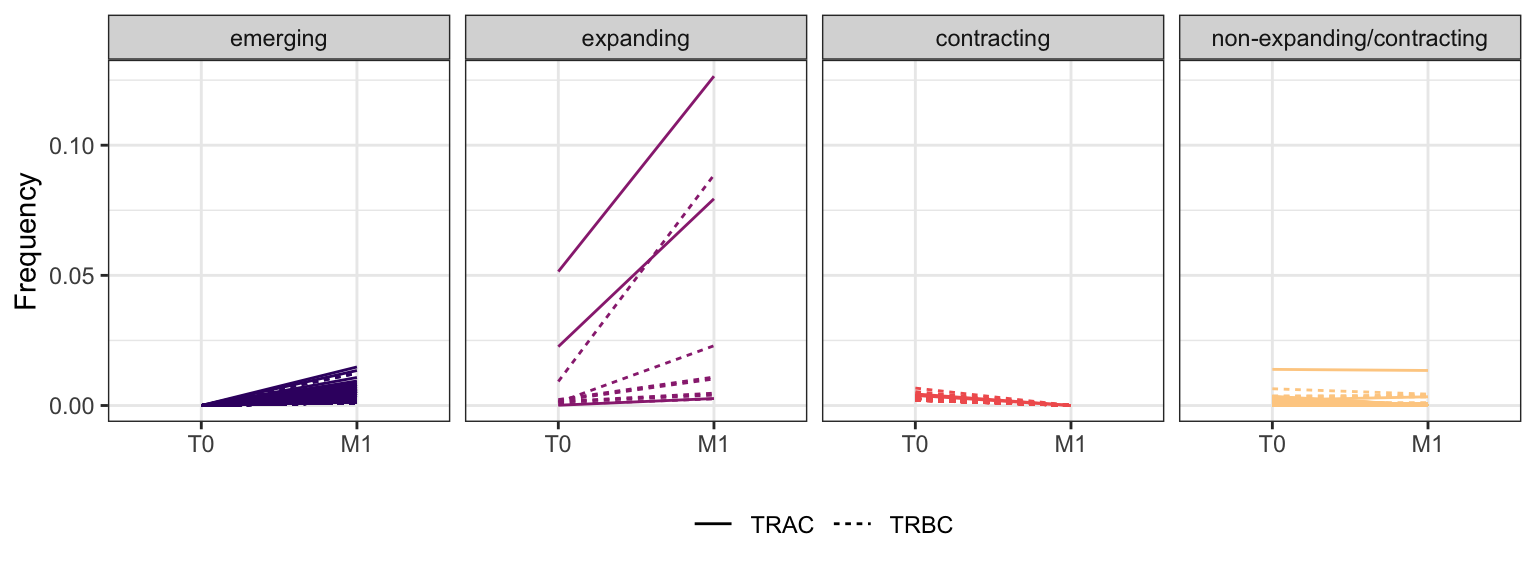 emerging expanding contracting non-expanding/contracting
Frequency
0.10
0.05
0.00
T0 M1 T0 M1 T0 M1 T0 M1
TRAC TRBC